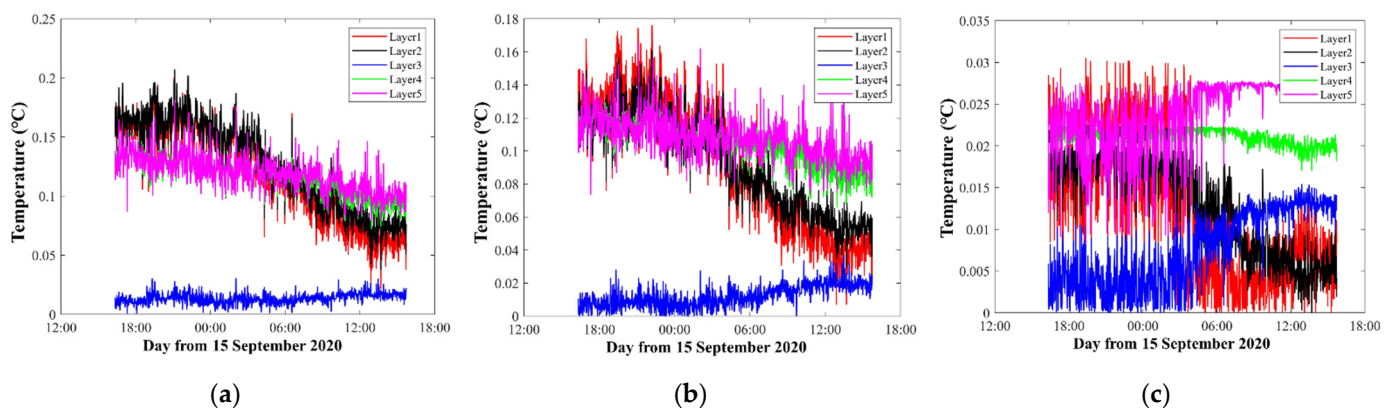 0.25
0.2
0.15
0.1
0.05
0
Temperature (°C)
Layer1
Layer2
Layer3
Layer4
Layer5
12:00 18:00 00:00 06:00 12:00 18:00
Day from 15 September 2020
(a)
0.18
0.16
0.14
0.12
0.1
0.08
0.06
0.04
0.02
0
Temperature (°C)
Layer1
Layer2
Layer3
Layer4
Layer5
12:00 18:00 00:00 06:00 12:00 18:00
Day from 15 September 2020
(b)
0.035
0.03
0.025
0.02
0.015
0.01
0.005
0
Temperature (°C)
Layer1
Layer2
Layer3
Layer4
Layer5
12:00 18:00 00:00 06:00 12:00 18:00
Day from 15 September 2020
(c)